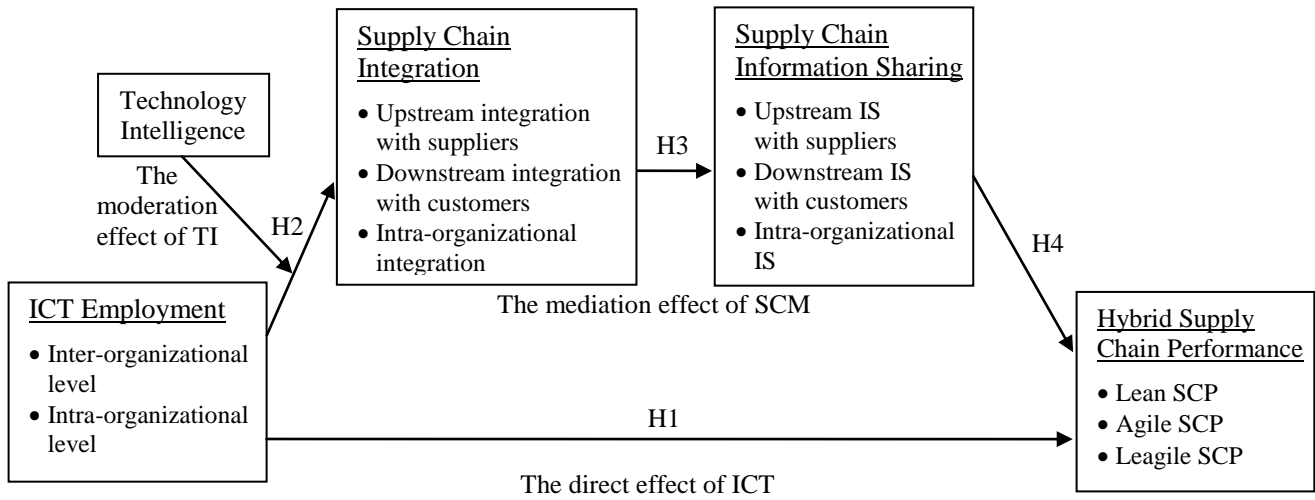 Technology
Intelligence
The
moderation
effect of TI
H2
Supply Chain
Integration
• Upstream integration
with suppliers
• Downstream integration
with customers
• Intra-organizational
integration
H3
Supply Chain
Information Sharing
• Upstream IS
with suppliers
• Downstream IS
with customers
• Intra-organizational
IS
H4
The mediation effect of SCM
ICT Employment
• Inter-organizational
level
• Intra-organizational
level
H1
The direct effect of ICT
Hybrid Supply
Chain Performance
• Lean SCP
• Agile SCP
• Leagile SCP